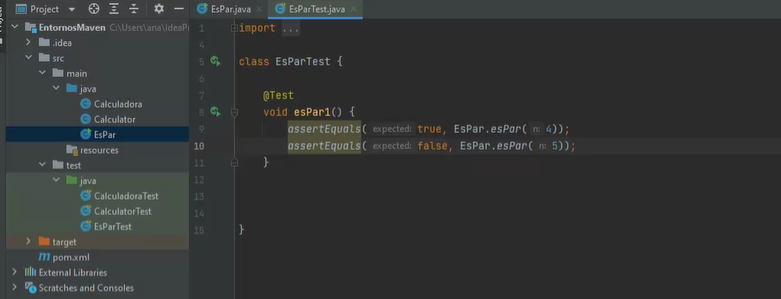 Project
Project
EntornosMaven C:\Users\ana\IdeaPr
.idea
src
main
java
Calculadora
Calculator
EsPar
resources
test
java
CalculadoraTest
CalculatorTest
EsParTest
target
pom.xml
External Libraries
Scratches and Consoles
EsPar.java
EsParTest.java
1 import ...
4
5 class EsParTest {
6
7 @Test
8 void esPar1() {
9 assertEquals( expected: true, EsPar.esPar( n: 4));
10 assertEquals( expected: false, EsPar.esPar( n: 5));
11 }
12
13
14
15 }